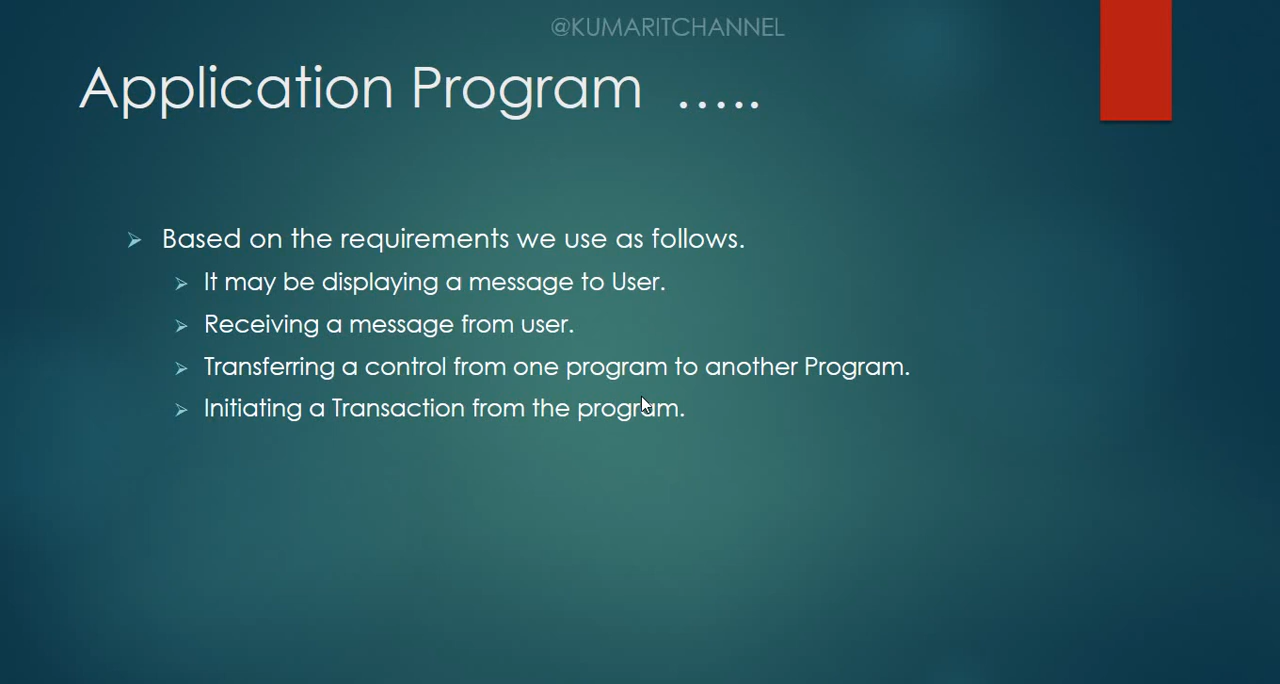 @KUMARITCHANNEL
Application Program .....
Based on the requirements we use as follows.
It may be displaying a message to User.
Receiving a message from user.
Transferring a control from one program to another Program.
Initiating a Transaction from the program.